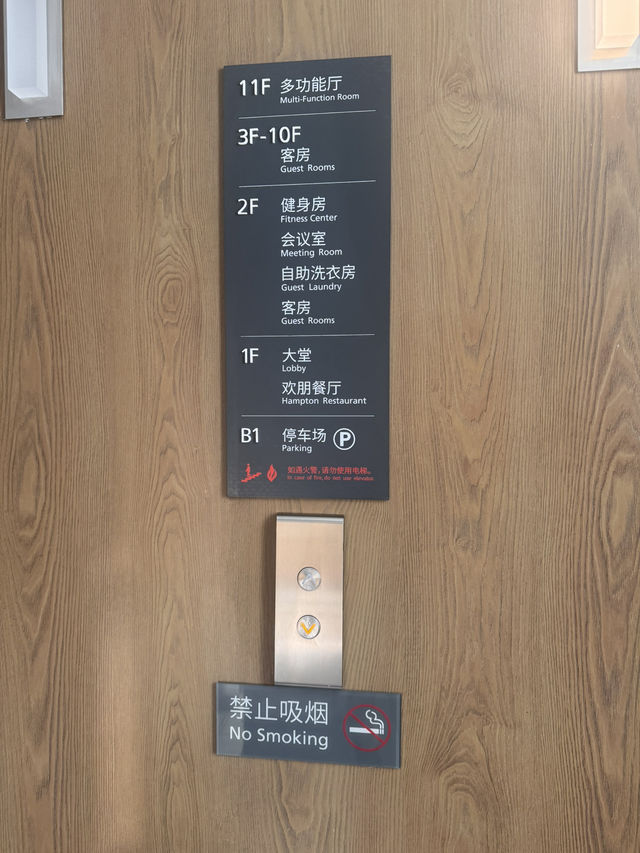 11F 多功能厅
Multi-Function Room
3F-10F
客房
Guest Rooms
2F 健身房
Fitness Center
会议室
Meeting Room
自助洗衣房
Guest Laundry
客房
Guest Rooms
1F 大堂
Lobby
欢朋餐厅
Hampton Restaurant
B1 停车场 P
Parking
如遇火警,请勿使用电梯。
In case of fire, do not use elevator.
禁止吸烟
No Smoking